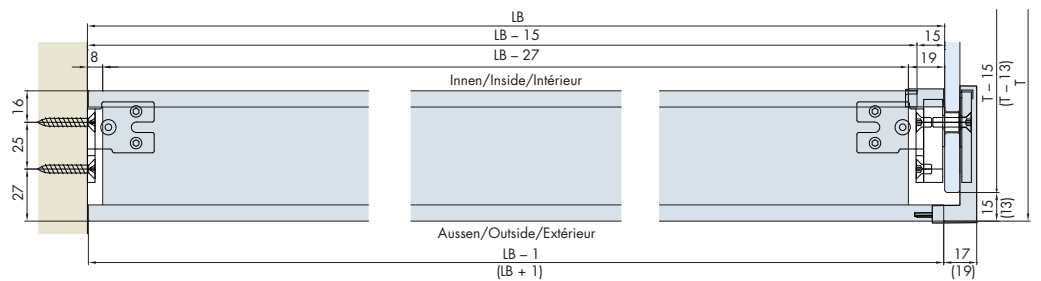 LB
LB – 15
15
8
LB – 27
19
Innen/Inside/Intérieur
T – 15
(T – 13)
T
16
25
27
15
(13)
Aussen/Outside/Extérieur
LB – 1
(LB + 1)
17
(19)